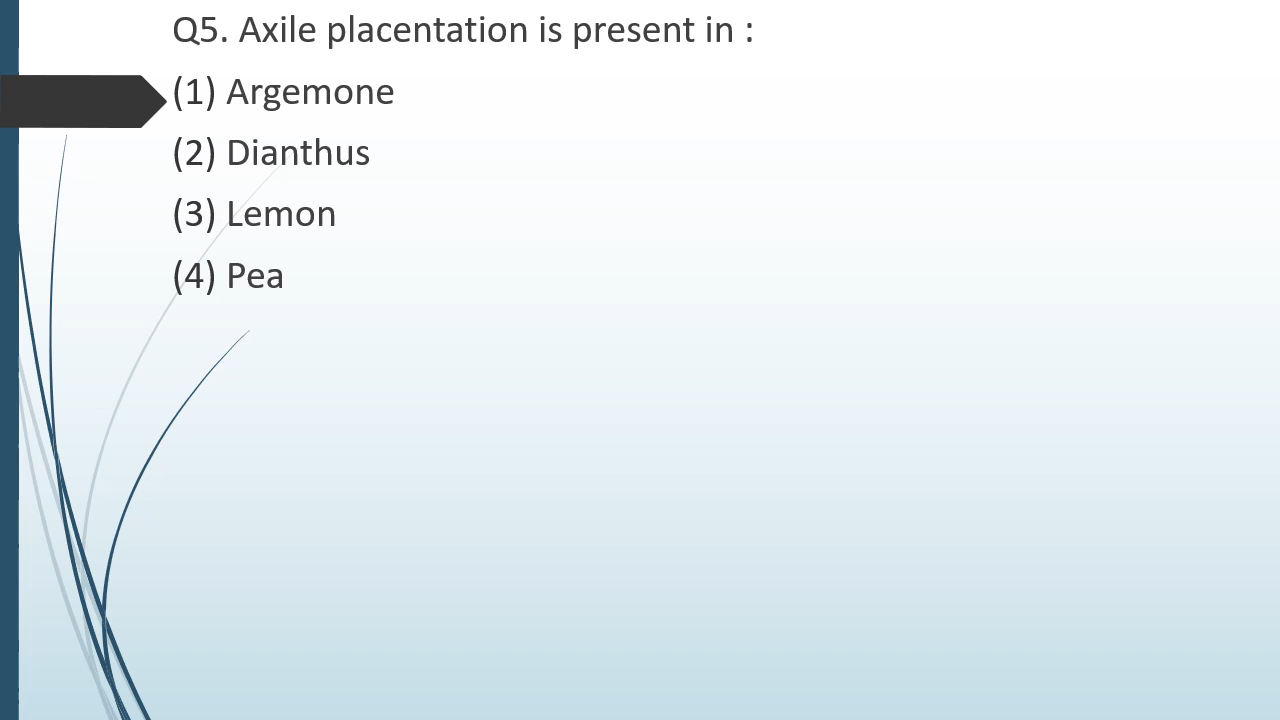 Q5. Axile placentation is present in :
(1) Argemone
(2) Dianthus
(3) Lemon
(4) Pea